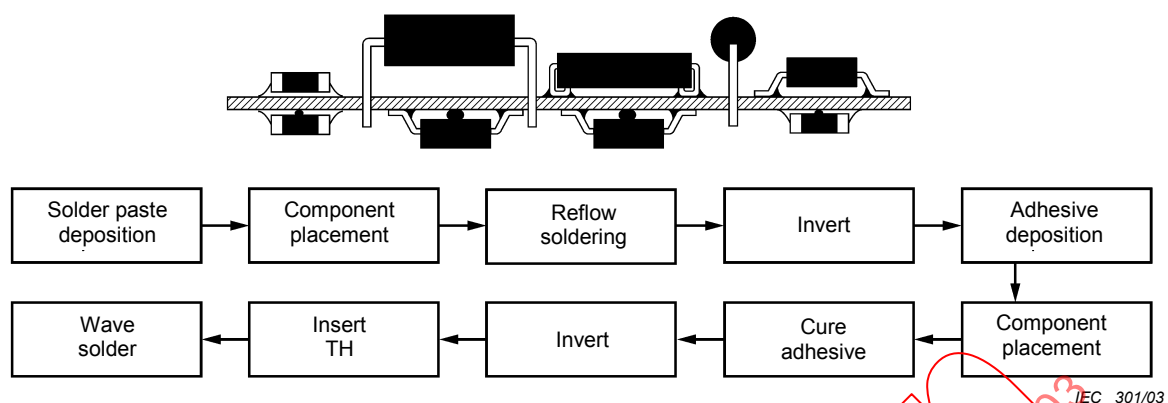 Solder paste
deposition
Component
placement
Reflow
soldering
Invert
Adhesive
deposition
Component
placement
Cure
adhesive
Invert
Insert
TH
Wave
solder
IEC 301/03